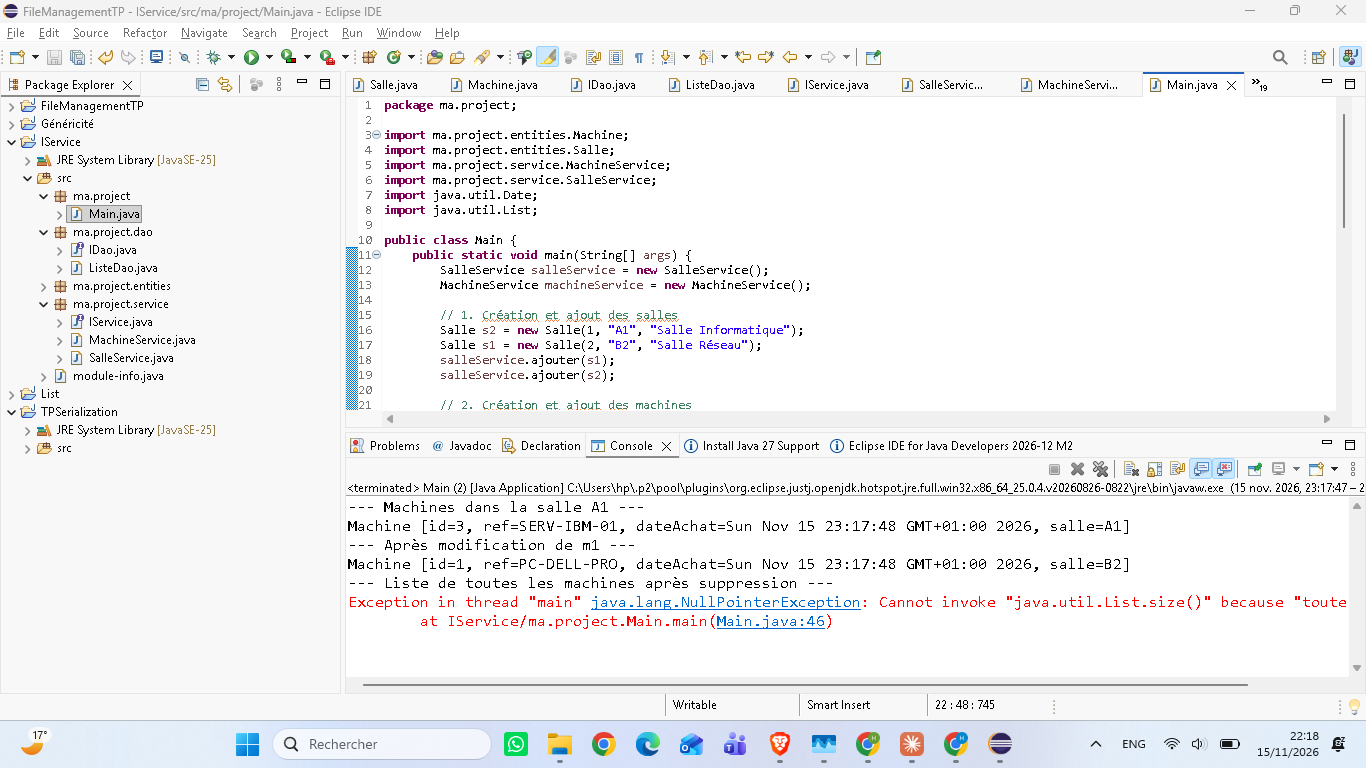 FileManagementTP - IService/src/ma/project/Main.java - Eclipse IDE
File Edit Source Refactor Navigate Search Project Run Window Help
Package Explorer
FileManagementTP
Généricité
IService
JRE System Library [JavaSE-25]
src
ma.project
Main.java
ma.project.dao
IDao.java
ListeDao.java
ma.project.entities
ma.project.service
IService.java
MachineService.java
SalleService.java
module-info.java
List
TPSerialization
JRE System Library [JavaSE-25]
src
Salle.java Machine.java IDao.java ListeDao.java IService.java SalleServic... MachineServi... Main.java »19
1 package ma.project;
2
3 import ma.project.entities.Machine;
4 import ma.project.entities.Salle;
5 import ma.project.service.MachineService;
6 import ma.project.service.SalleService;
7 import java.util.Date;
8 import java.util.List;
9
10 public class Main {
11 public static void main(String[] args) {
12 SalleService salleService = new SalleService();
13 MachineService machineService = new MachineService();
14
15 // 1. Création et ajout des salles
16 Salle s2 = new Salle(1, "A1", "Salle Informatique");
17 Salle s1 = new Salle(2, "B2", "Salle Réseau");
18 salleService.ajouter(s1);
19 salleService.ajouter(s2);
20
21 // 2. Création et ajout des machines
Problems Javadoc Declaration Console Install Java 27 Support Eclipse IDE for Java Developers 2026-12 M2
<terminated> Main (2) [Java Application] C:\Users\hp\.p2\pool\plugins\org.eclipse.justj.openjdk.hotspot.jre.full.win32.x86_64_25.0.4.v20260826-0822\jre\bin\javaw.exe (15 nov. 2026, 23:17:47 – 2
--- Machines dans la salle A1 ---
Machine [id=3, ref=SERV-IBM-01, dateAchat=Sun Nov 15 23:17:48 GMT+01:00 2026, salle=A1]
--- Après modification de m1 ---
Machine [id=1, ref=PC-DELL-PRO, dateAchat=Sun Nov 15 23:17:48 GMT+01:00 2026, salle=B2]
--- Liste de toutes les machines après suppression ---
Exception in thread "main" java.lang.NullPointerException: Cannot invoke "java.util.List.size()" because "toute
at IService/ma.project.Main.main(Main.java:46)
Writable Smart Insert 22 : 48 : 745
17°
Rechercher
ENG
22:18
15/11/2026